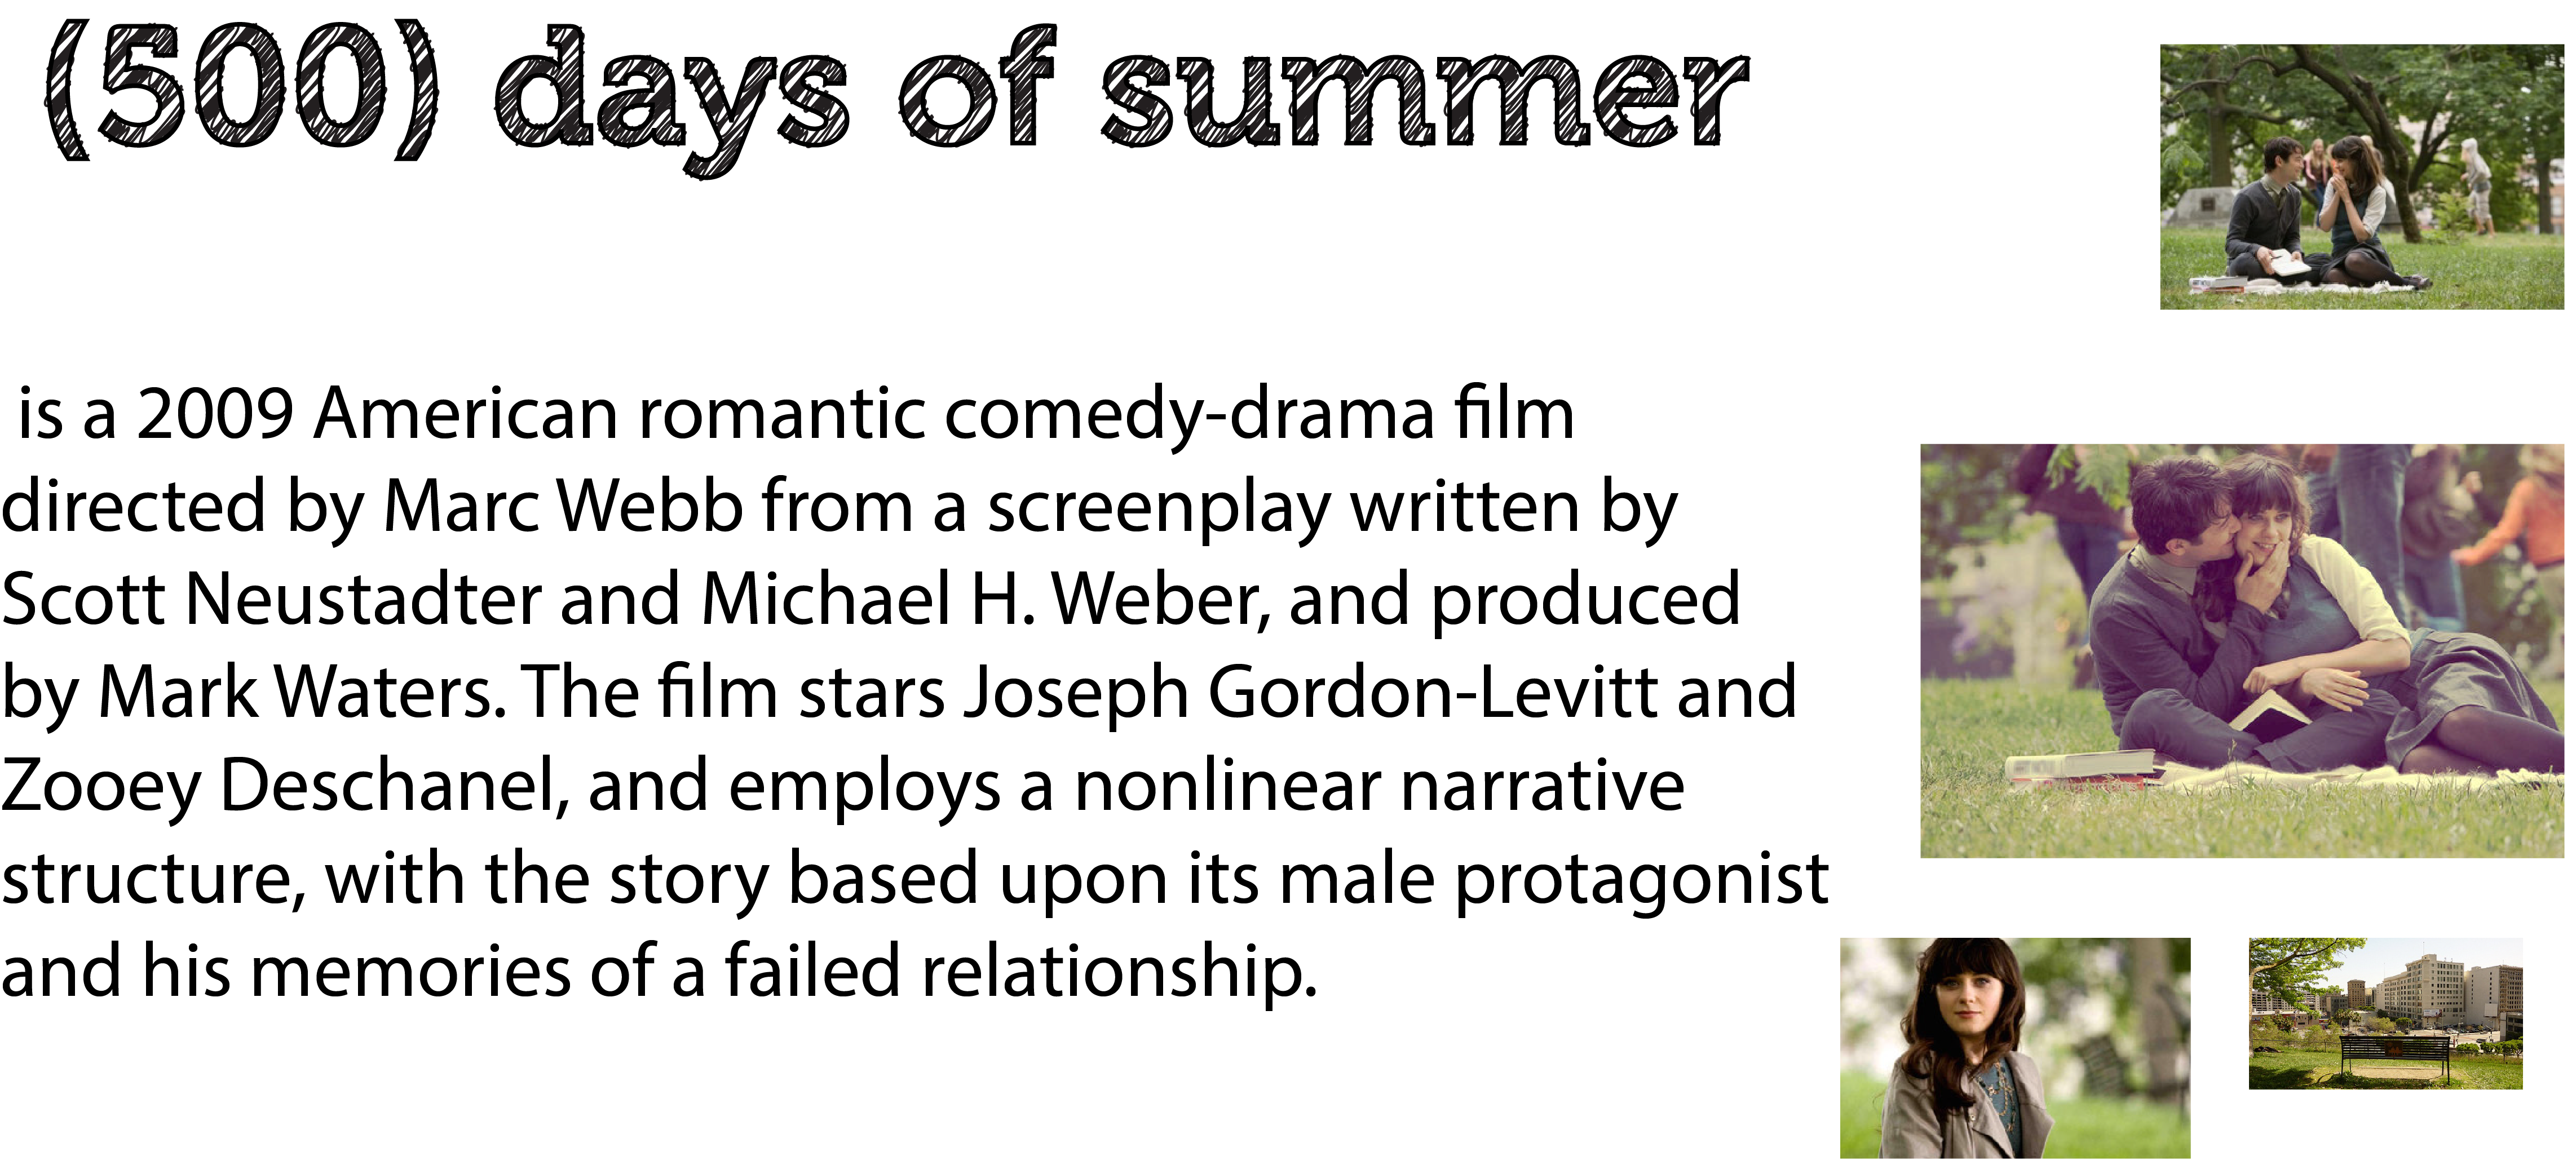 (500) days of summer
is a 2009 American romantic comedy-drama film
directed by Marc Webb from a screenplay written by
Scott Neustadter and Michael H. Weber, and produced
by Mark Waters. The film stars Joseph Gordon-Levitt and
Zooey Deschanel, and employs a nonlinear narrative
structure, with the story based upon its male protagonist
and his memories of a failed relationship.